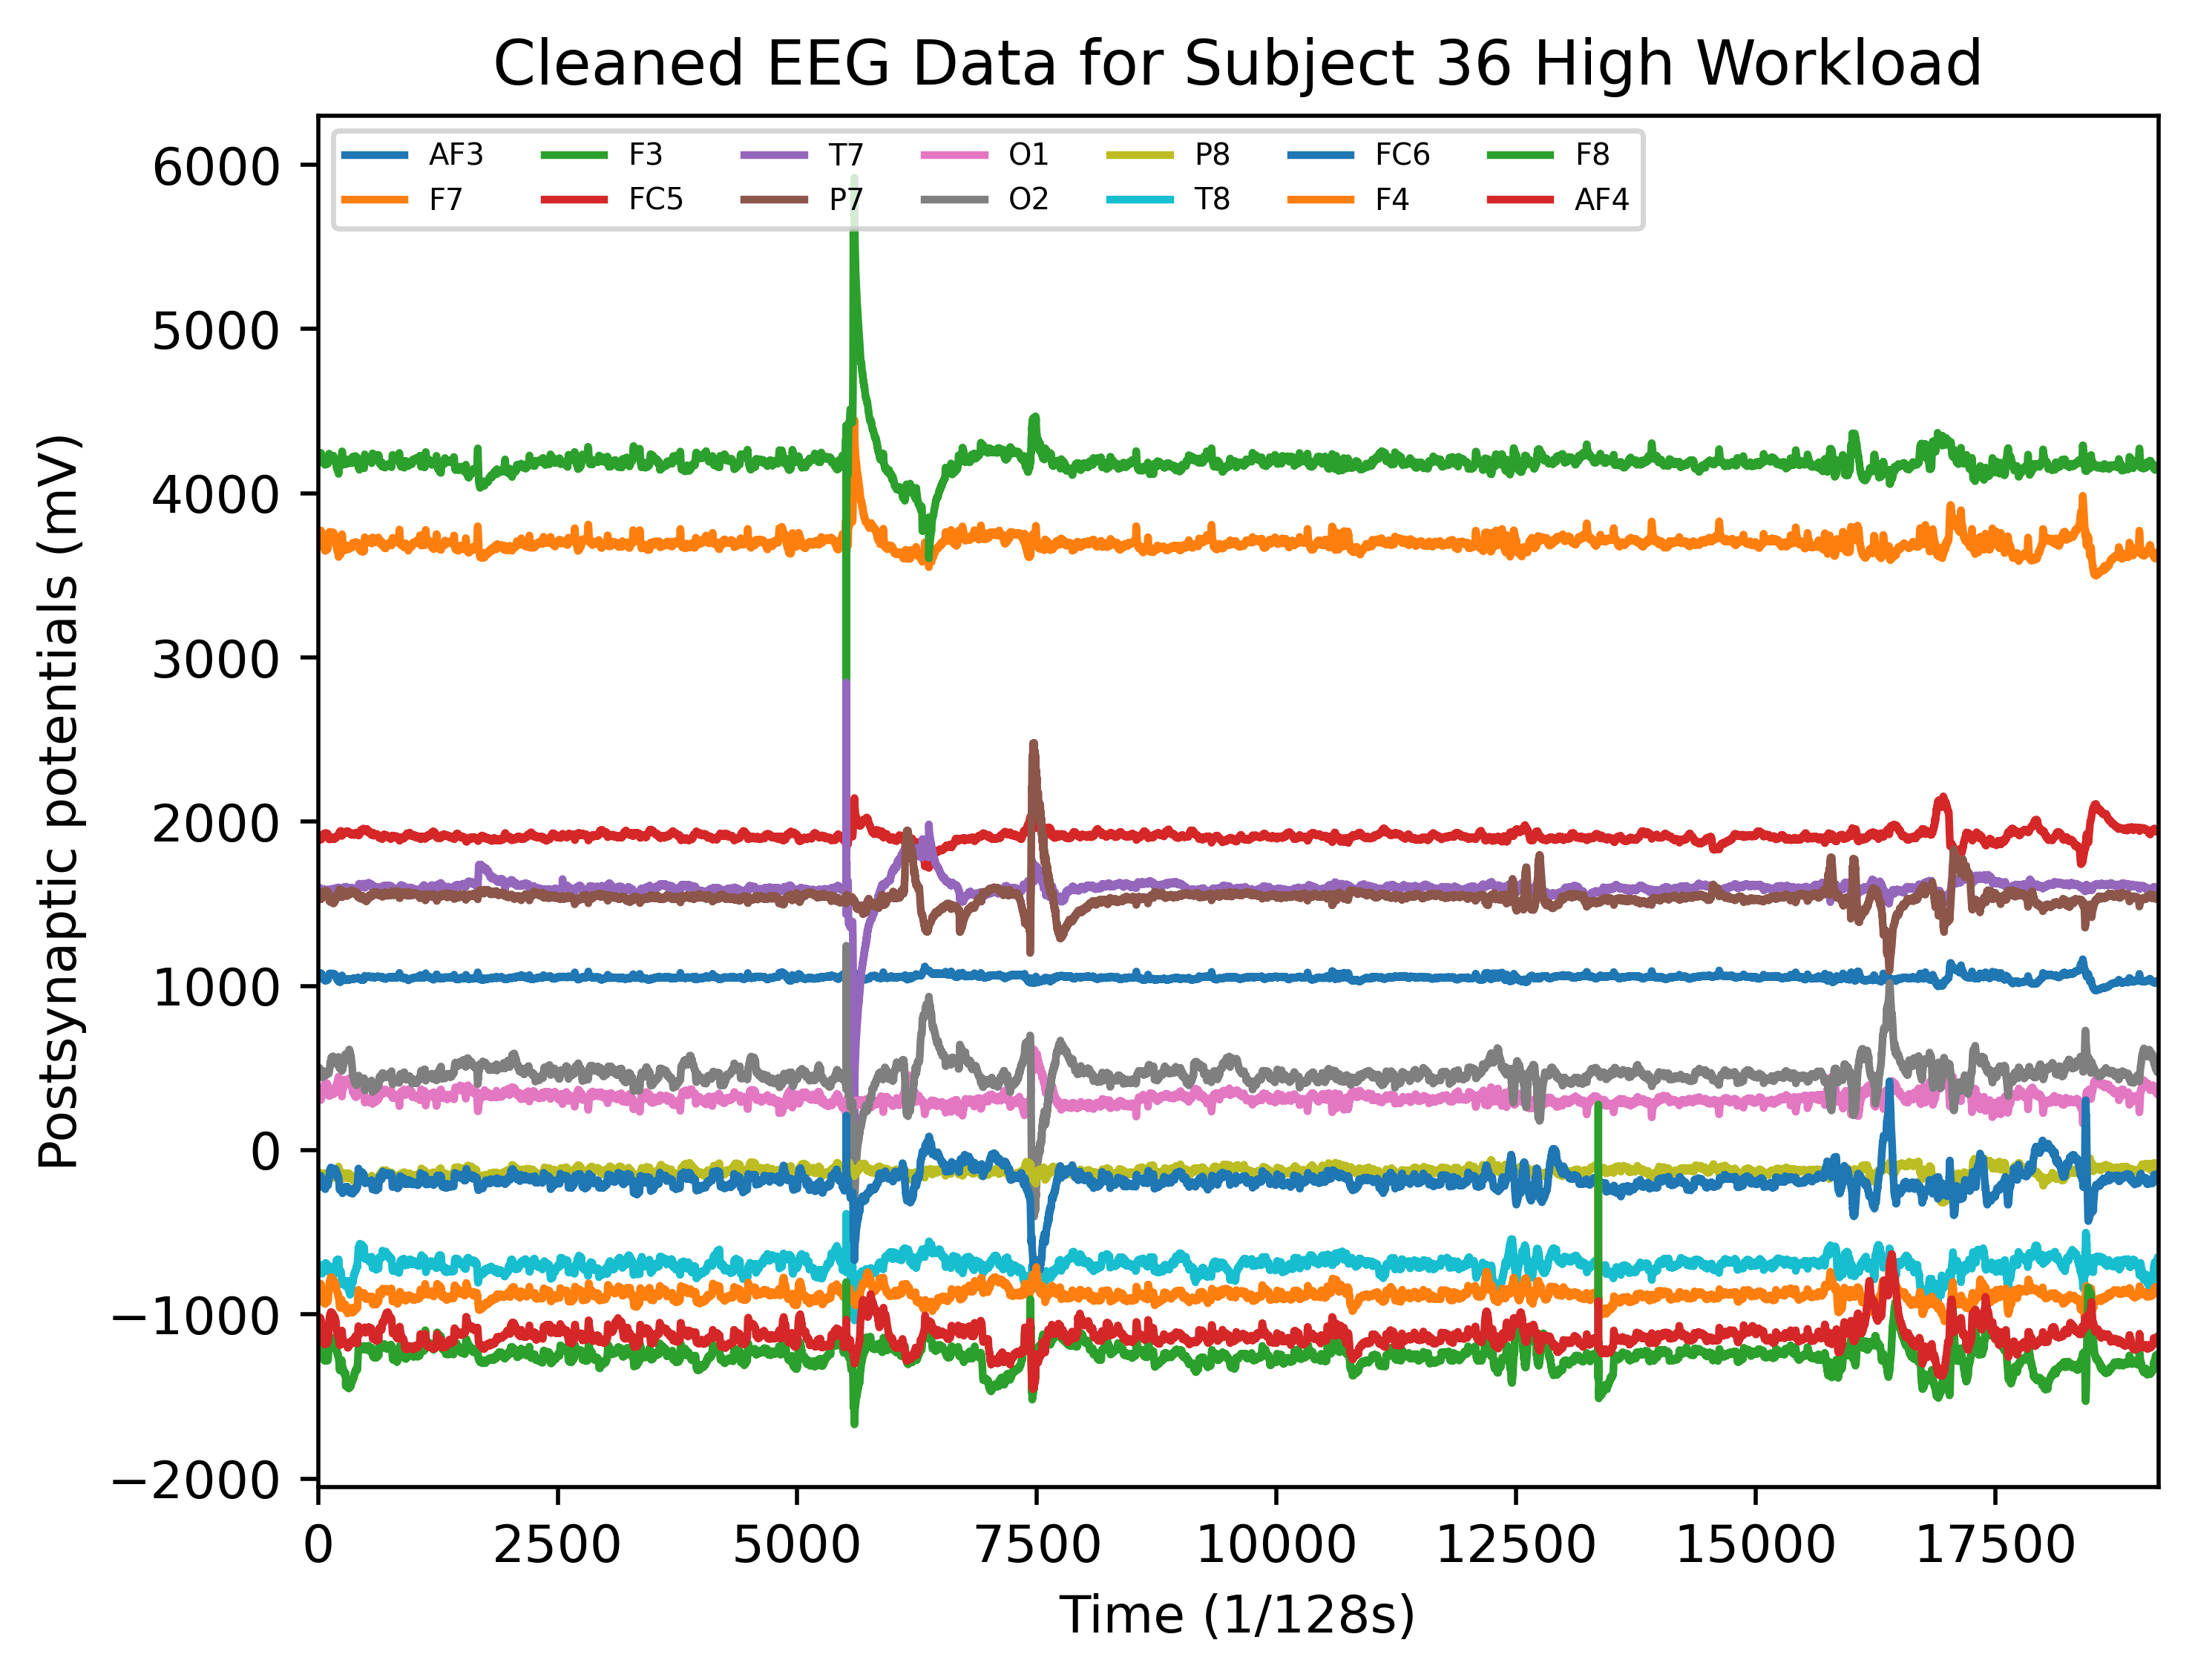 Cleaned EEG Data for Subject 36 High Workload
AF3 F3 T7 O1 P8 FC6 F8
F7 FC5 P7 O2 T8 F4 AF4
6000
5000
4000
3000
2000
1000
0
−1000
−2000
Postsynaptic potentials (mV)
0 2500 5000 7500 10000 12500 15000 17500
Time (1/128s)